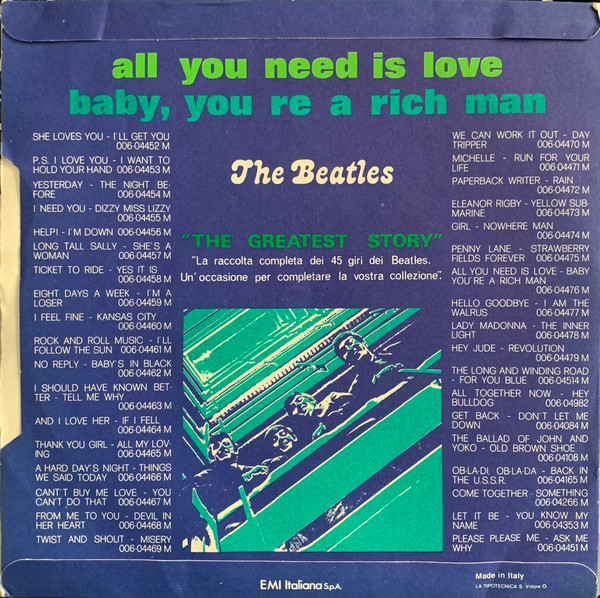 all you need is love
baby, you re a rich man
The Beatles
"THE GREATEST STORY"
"La raccolta completa dei 45 giri dei Beatles.
Un'occasione per completare la vostra collezione".
SHE LOVES YOU - I'LL GET YOU
006-04452 M
P.S. I LOVE YOU - I WANT TO
HOLD YOUR HAND 006-04453 M
YESTERDAY - THE NIGHT BE-
FORE 006-04454 M
I NEED YOU - DIZZY MISS LIZZY
006-04455 M
HELP! - I'M DOWN 006-04456 M
LONG TALL SALLY - SHE'S A
WOMAN 006-04457 M
TICKET TO RIDE - YES IT IS
006-04458 M
EIGHT DAYS A WEEK - I'M A
LOSER 006-04459 M
I FEEL FINE - KANSAS CITY
006-04460 M
ROCK AND ROLL MUSIC - I'LL
FOLLOW THE SUN 006-04461 M
NO REPLY - BABY'S IN BLACK
006-04462 M
I SHOULD HAVE KNOWN BET-
TER - TELL ME WHY
006-04463 M
AND I LOVE HER - IF I FELL
006-04464 M
THANK YOU GIRL - ALL MY LOV-
ING 006-04465 M
A HARD DAY'S NIGHT - THINGS
WE SAID TODAY 006-04466 M
CANT'T BUY ME LOVE - YOU
CAN'T DO THAT 006-04467 M
FROM ME TO YOU - DEVIL IN
HER HEART 006-04468 M
TWIST AND SHOUT - MISERY
006-04469 M
WE CAN WORK IT OUT - DAY
TRIPPER 006-04470 M
MICHELLE - RUN FOR YOUR
LIFE 006-04471 M
PAPERBACK WRITER - RAIN
006-04472 M
ELEANOR RIGBY - YELLOW SUB-
MARINE 006-04473 M
GIRL - NOWHERE MAN
006-04474 M
PENNY LANE - STRAWBERRY
FIELDS FOREVER 006-04475 M
ALL YOU NEED IS LOVE - BABY
YOU'RE A RICH MAN
006-04476 M
HELLO GOODBYE - I AM THE
WALRUS 006-04477 M
LADY MADONNA - THE INNER
LIGHT 006-04478 M
HEY JUDE - REVOLUTION
006-04479 M
THE LONG AND WINDING ROAD
- FOR YOU BLUE 006-04514 M
ALL TOGETHER NOW - HEY
BULLDOG 006-04982
GET BACK - DON'T LET ME
DOWN 006-04084 M
THE BALLAD OF JOHN AND
YOKO - OLD BROWN SHOE
006-04108 M
OB-LA-DI, OB-LA-DA - BACK IN
THE U.S.S.R. 006-04165 M
COME TOGETHER - SOMETHING
006-04266 M
LET IT BE - YOU KNOW MY
NAME 006-04353 M
PLEASE PLEASE ME - ASK ME
WHY 006-04451 M
EMI Italiana S.p.A.
Made in Italy
LA TIPOTECNICA S. Vittore O.